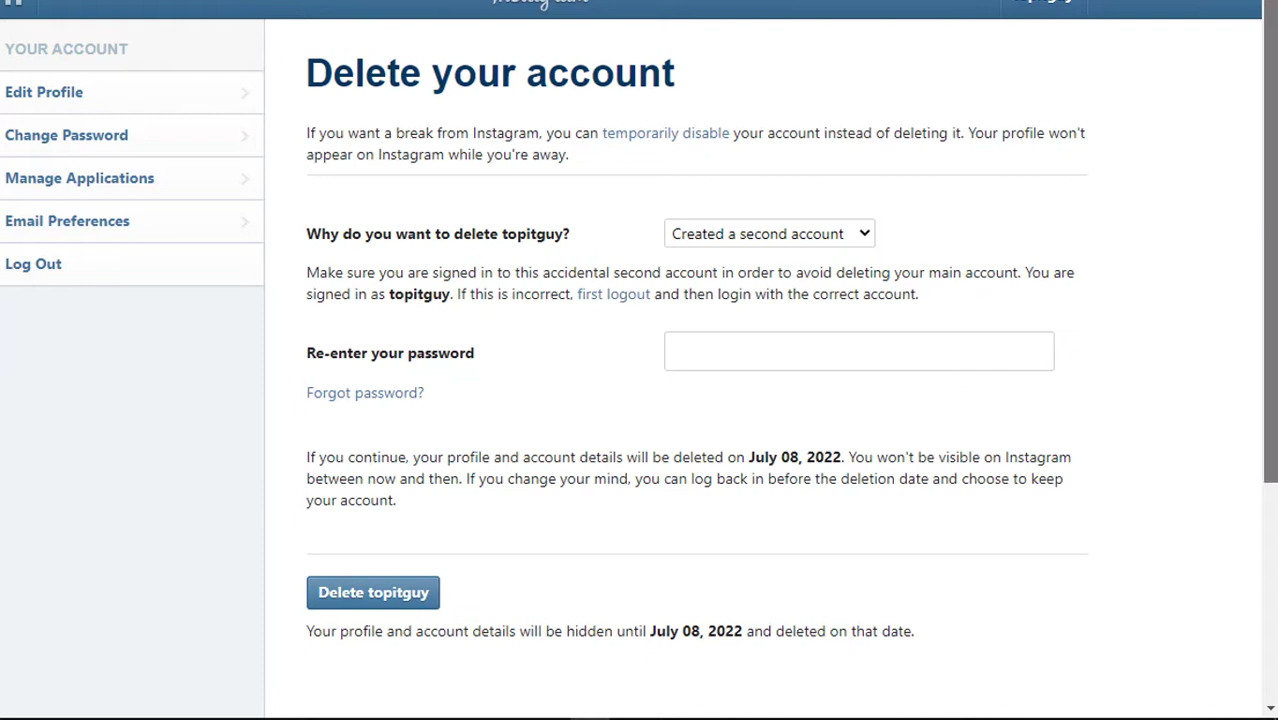 YOUR ACCOUNT
Edit Profile
Change Password
Manage Applications
Email Preferences
Log Out
Delete your account
If you want a break from Instagram, you can temporarily disable your account instead of deleting it. Your profile won't
appear on Instagram while you're away.
Why do you want to delete topitguy?
Created a second account
Make sure you are signed in to this accidental second account in order to avoid deleting your main account. You are
signed in as topitguy. If this is incorrect, first logout and then login with the correct account.
Re-enter your password
Forgot password?
If you continue, your profile and account details will be deleted on July 08, 2022. You won't be visible on Instagram
between now and then. If you change your mind, you can log back in before the deletion date and choose to keep
your account.
Delete topitguy
Your profile and account details will be hidden until July 08, 2022 and deleted on that date.